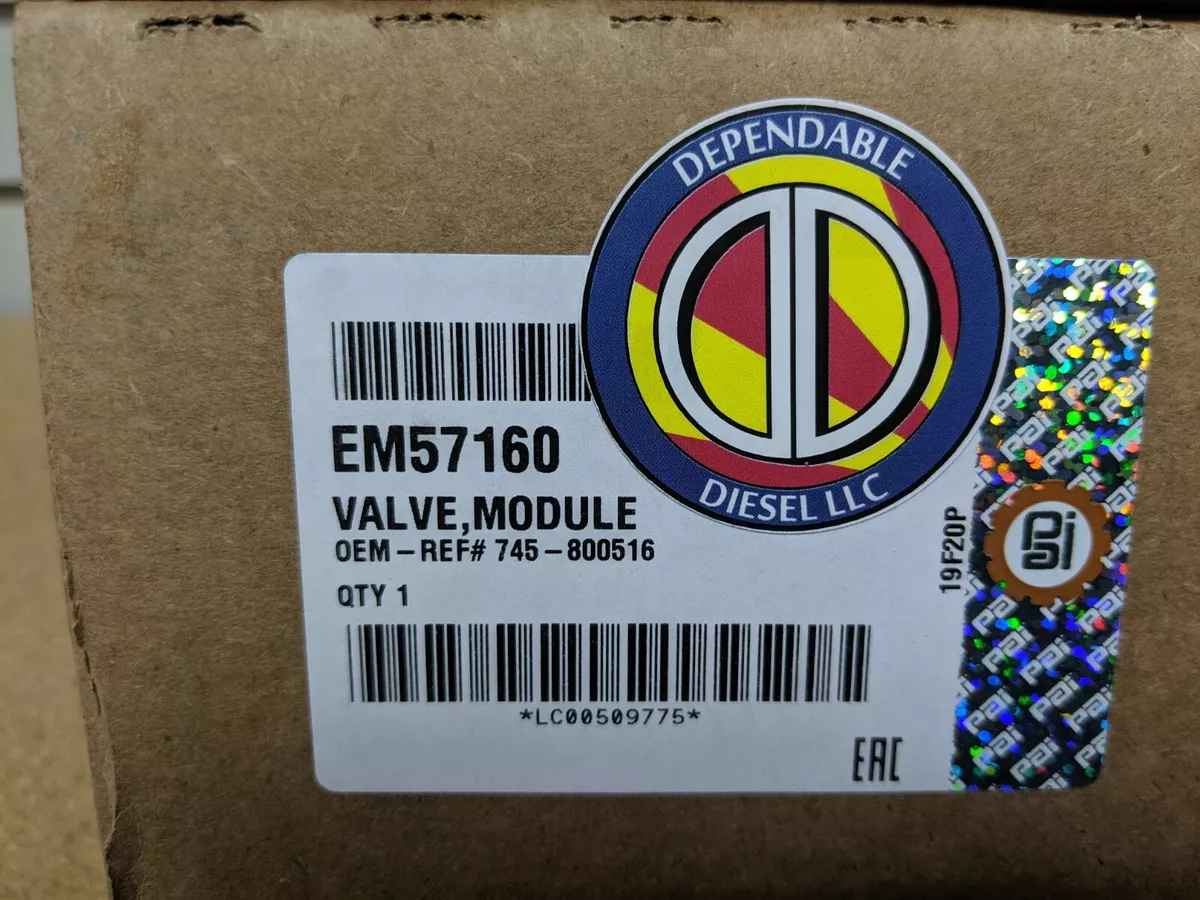 DEPENDABLE
DIESEL LLC
EM57160
VALVE,MODULE
OEM-REF# 745-800516
QTY 1
*LC00509775*
EAC
19F20P
pai